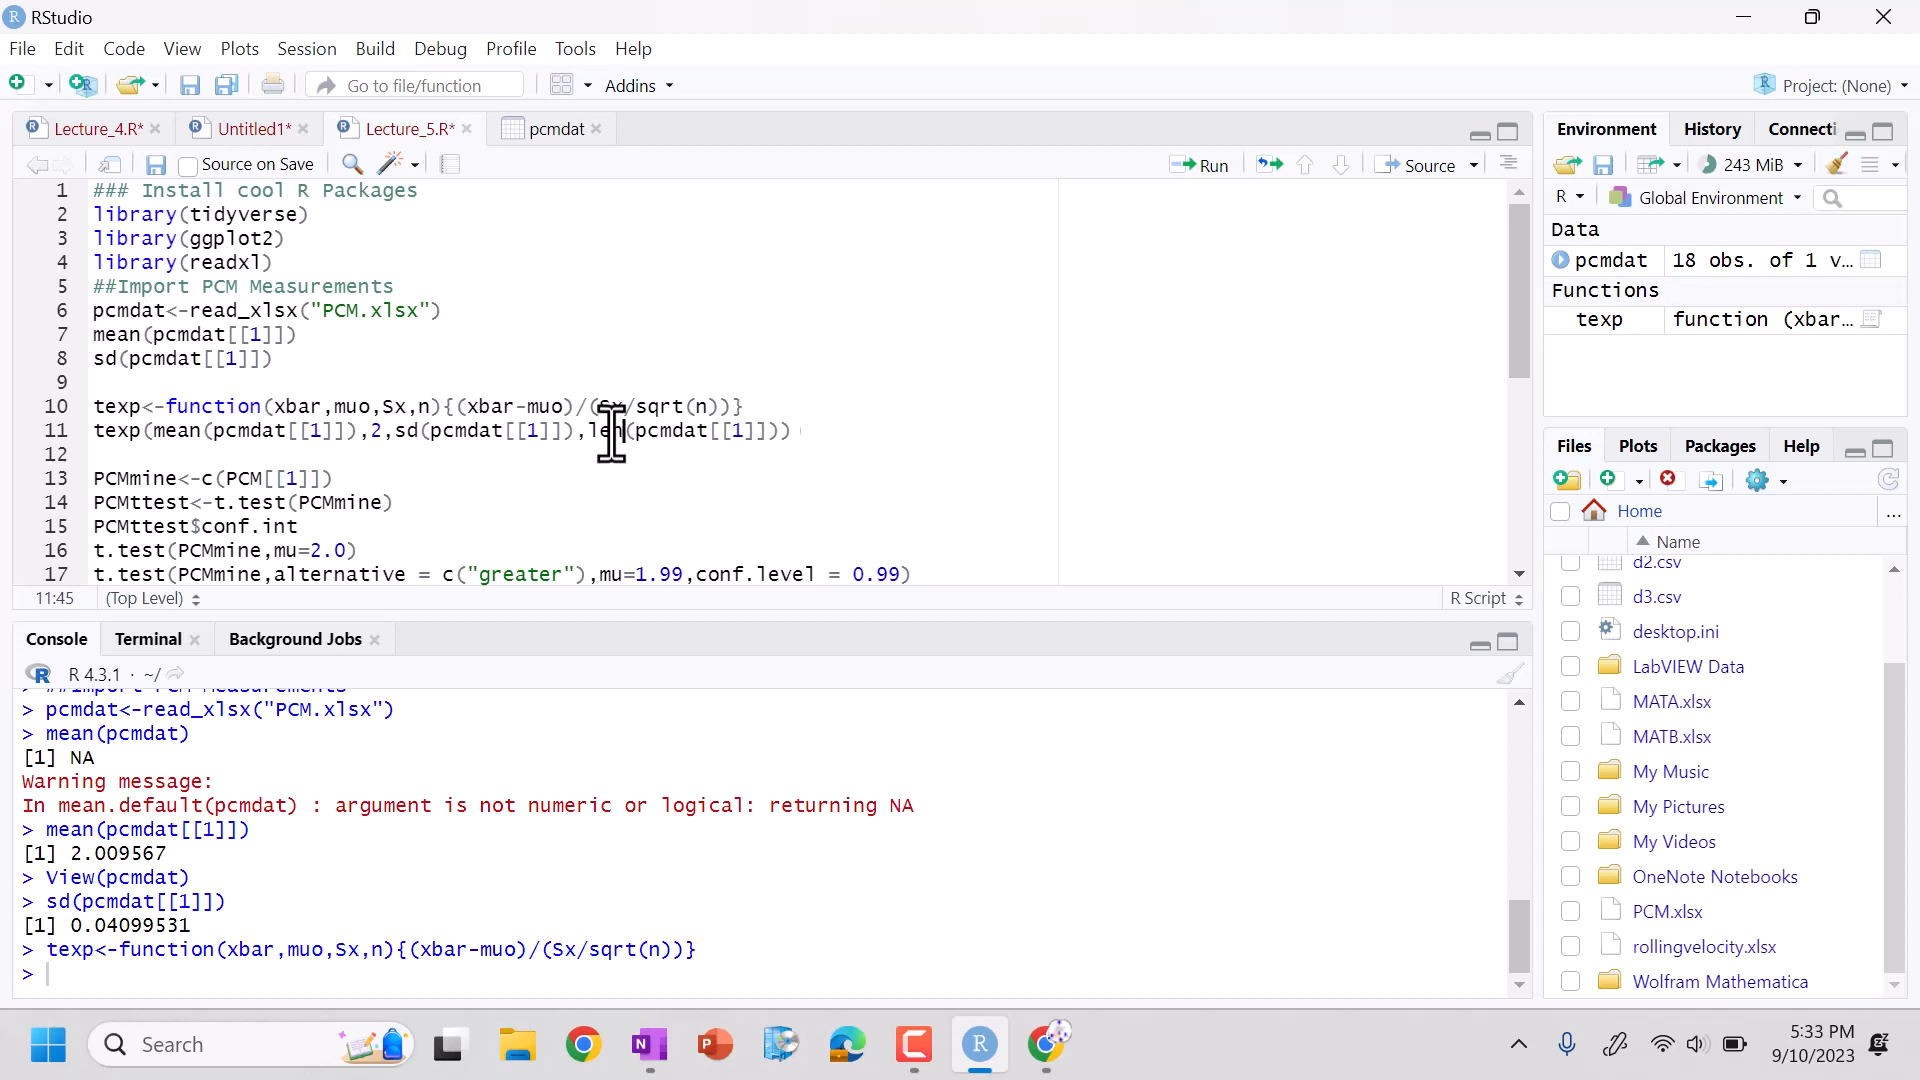 RStudio
File Edit Code View Plots Session Build Debug Profile Tools Help
Go to file/function Addins Project: (None)
Lecture_4.R* Untitled1* Lecture_5.R* pcmdat
Source on Save Run Source
1 ### Install cool R Packages
2 library(tidyverse)
3 library(ggplot2)
4 library(readxl)
5 ##Import PCM Measurements
6 pcmdat<-read_xlsx("PCM.xlsx")
7 mean(pcmdat[[1]])
8 sd(pcmdat[[1]])
9
10 texp<-function(xbar,muo,Sx,n){(xbar-muo)/(Sx/sqrt(n))}
11 texp(mean(pcmdat[[1]]),2,sd(pcmdat[[1]]),len(pcmdat[[1]]))
12
13 PCMmine<-c(PCM[[1]])
14 PCMttest<-t.test(PCMmine)
15 PCMttest$conf.int
16 t.test(PCMmine,mu=2.0)
17 t.test(PCMmine,alternative = c("greater"),mu=1.99,conf.level = 0.99)
11:45 (Top Level) R Script
Console Terminal Background Jobs
R 4.3.1 · ~/
> ##Import PCM Measurements
> pcmdat<-read_xlsx("PCM.xlsx")
> mean(pcmdat)
[1] NA
Warning message:
In mean.default(pcmdat) : argument is not numeric or logical: returning NA
> mean(pcmdat[[1]])
[1] 2.009567
> View(pcmdat)
> sd(pcmdat[[1]])
[1] 0.04099531
> texp<-function(xbar,muo,Sx,n){(xbar-muo)/(Sx/sqrt(n))}
>
Environment History Connecti
243 MiB
R Global Environment
Data
pcmdat 18 obs. of 1 v…
Functions
texp function (xbar…
Files Plots Packages Help
Home ...
Name
d2.csv
d3.csv
desktop.ini
LabVIEW Data
MATA.xlsx
MATB.xlsx
My Music
My Pictures
My Videos
OneNote Notebooks
PCM.xlsx
rollingvelocity.xlsx
Wolfram Mathematica
Search
5:33 PM
9/10/2023